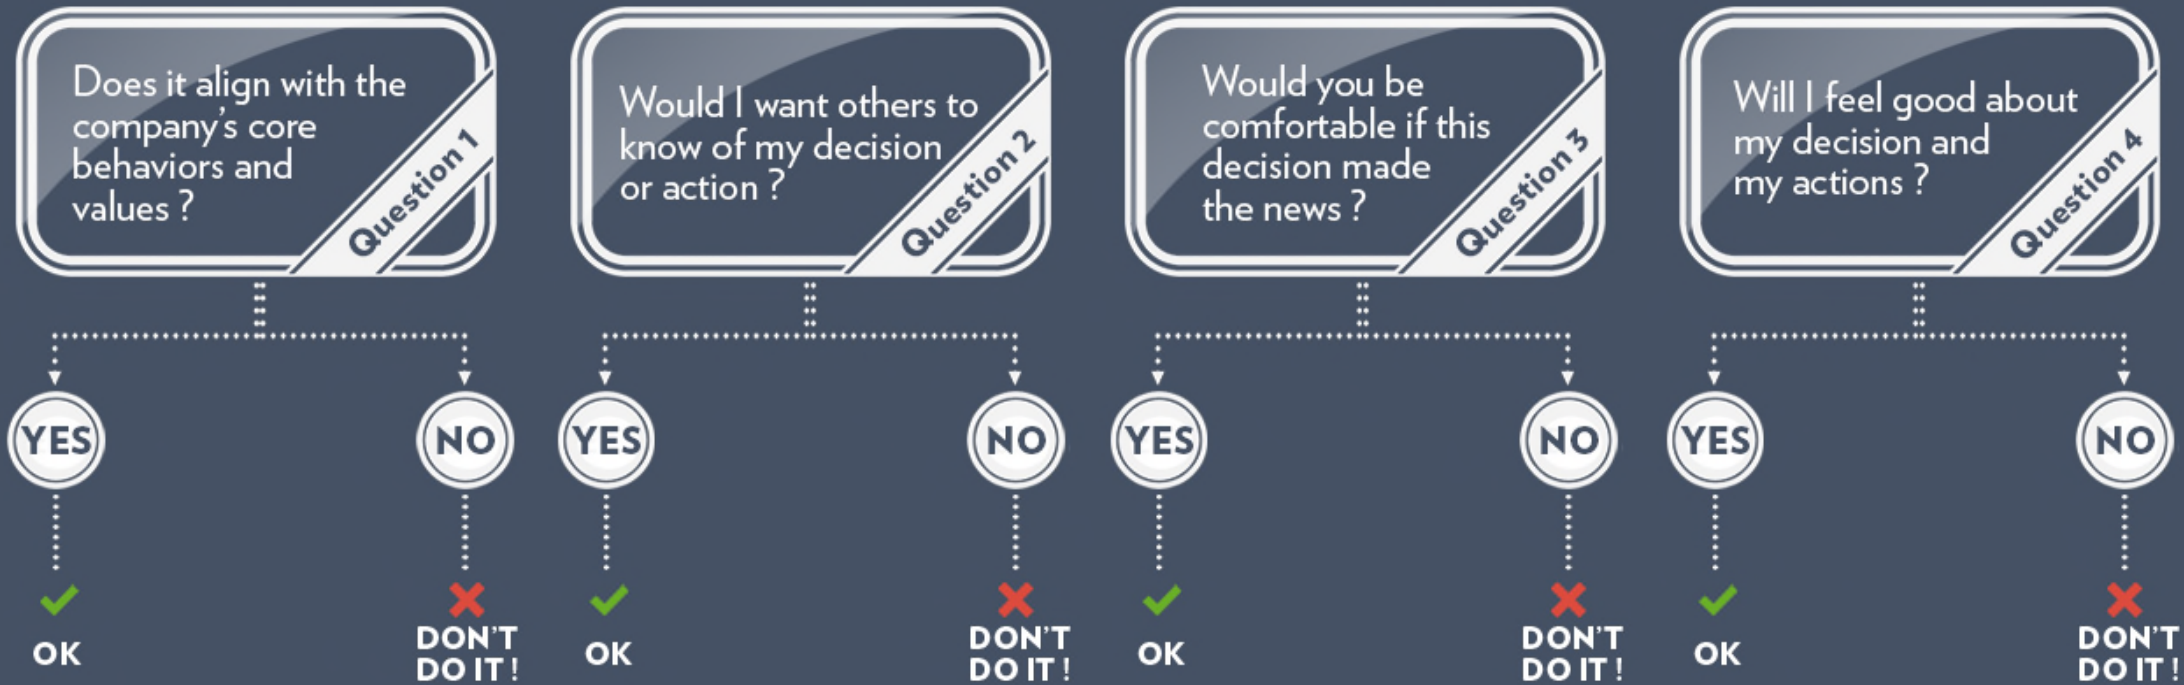 Does it align with the
company's core
behaviors and
values ?
Question 1
Would I want others to
know of my decision
or action ?
Question 2
Would you be
comfortable if this
decision made
the news ?
Question 3
Will I feel good about
my decision and
my actions ?
Question 4
YES
NO
YES
NO
YES
NO
YES
NO
OK
DON'T
DO IT !
OK
DON'T
DO IT !
OK
DON'T
DO IT !
OK
DON'T
DO IT !